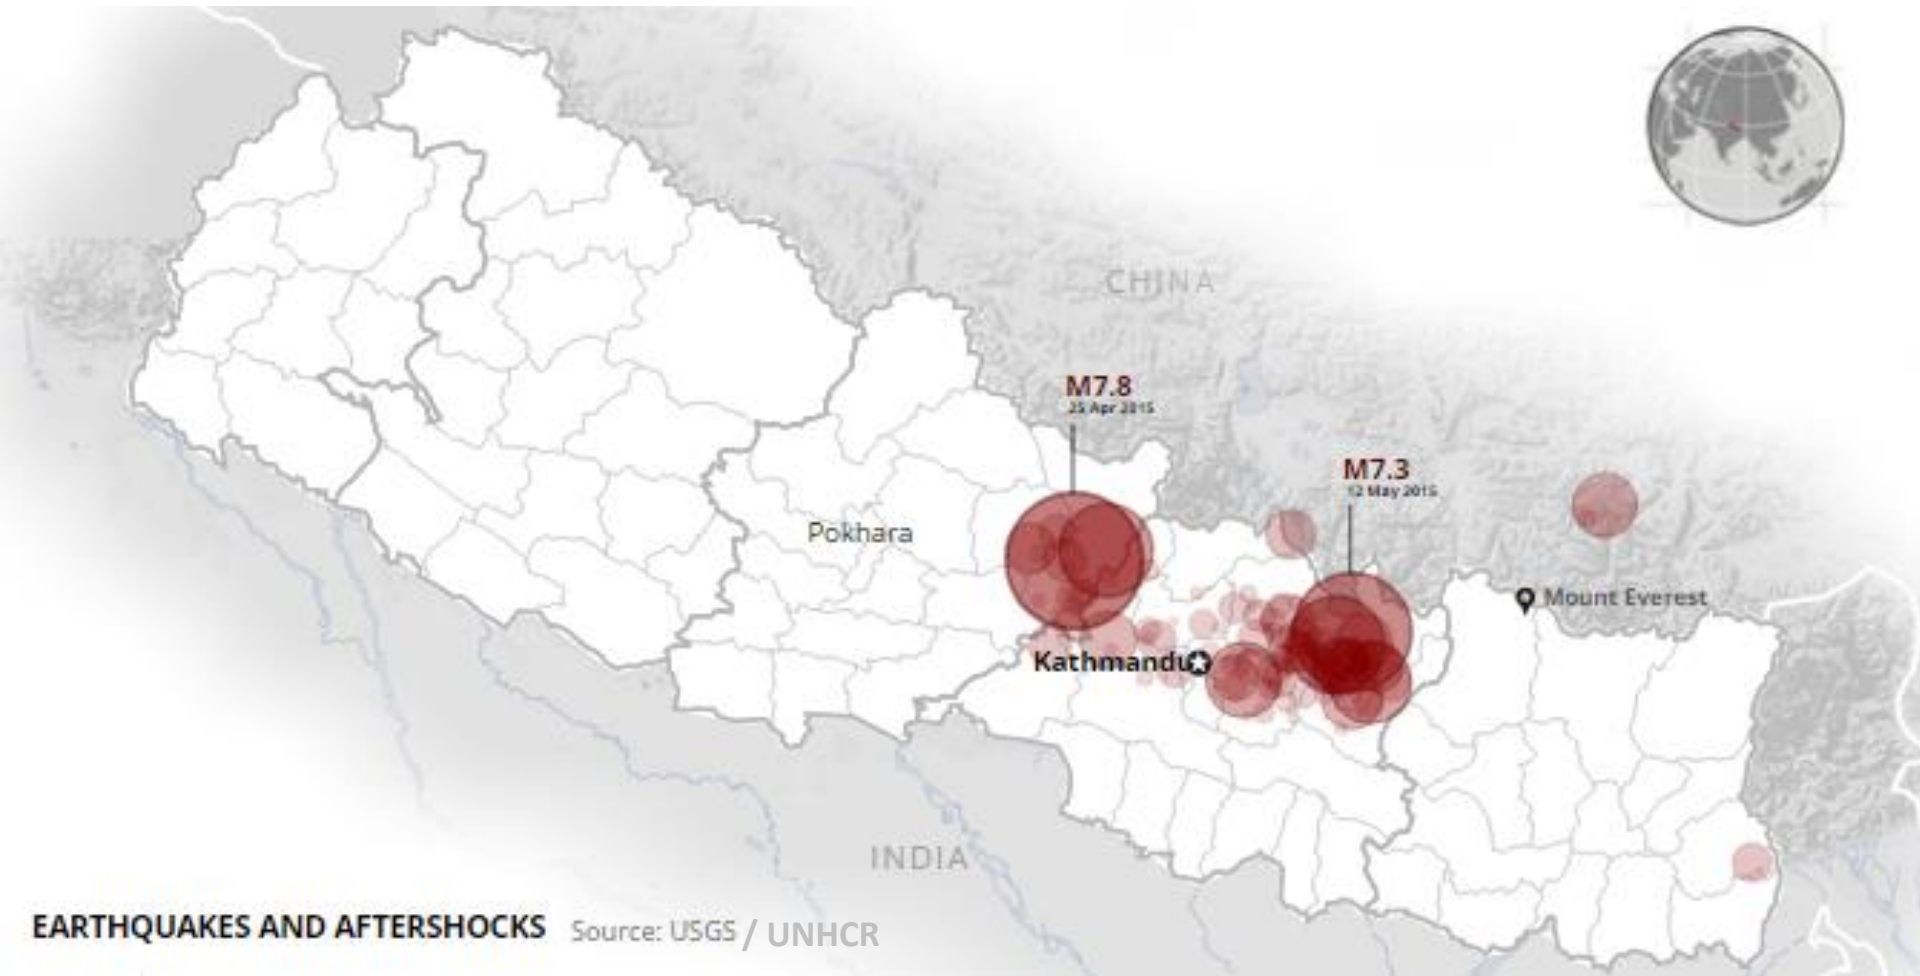 CHINA
M7.8
25 Apr 2015
M7.3
12 May 2015
Pokhara
Mount Everest
Kathmandu
INDIA
EARTHQUAKES AND AFTERSHOCKS Source: USGS / UNHCR